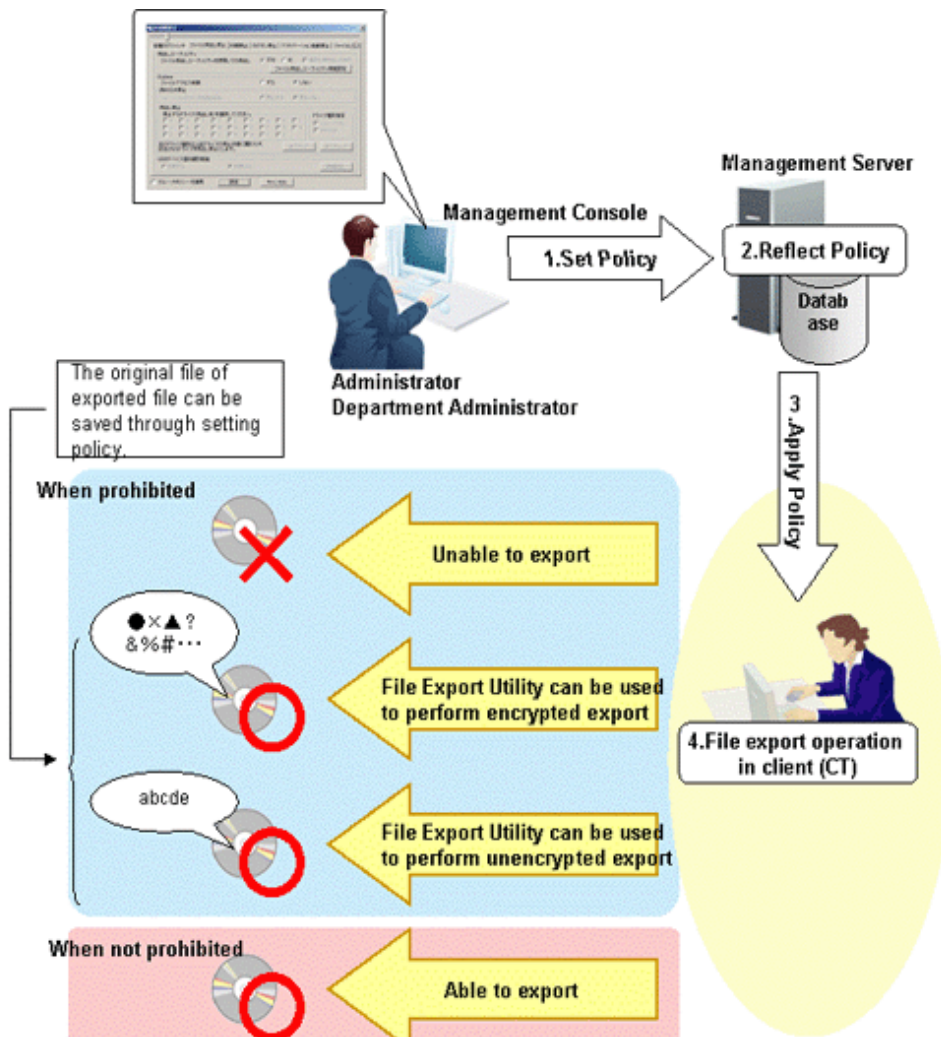 Management Server
Management Console
1.Set Policy
2.Reflect Policy
Datab
ase
Administrator
Department Administrator
The original file of
exported file can be
saved through setting
policy.
3.Apply Policy
When prohibited
Unable to export
●×▲?
&%#···
File Export Utility can be used
to perform encrypted export
4.File export operation
in client (CT)
abcde
File Export Utility can be used
to perform unencrypted export
When not prohibited
Able to export